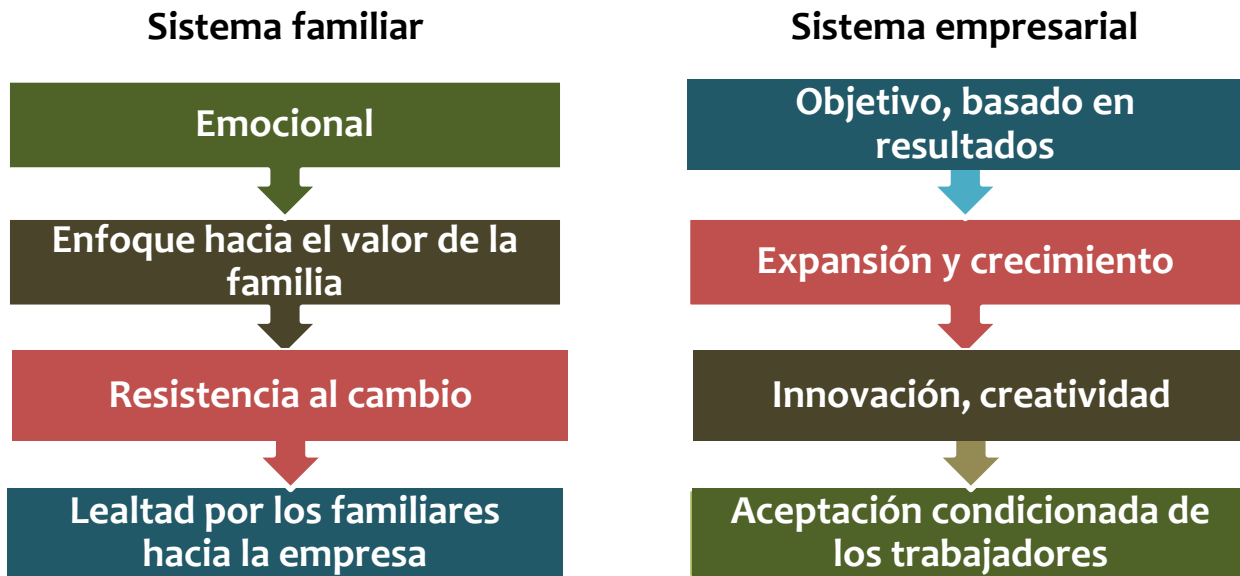 Sistema familiar
Emocional
Enfoque hacia el valor de la
familia
Resistencia al cambio
Lealtad por los familiares
hacia la empresa
Sistema empresarial
Objetivo, basado en
resultados
Expansión y crecimiento
Innovación, creatividad
Aceptación condicionada de
los trabajadores